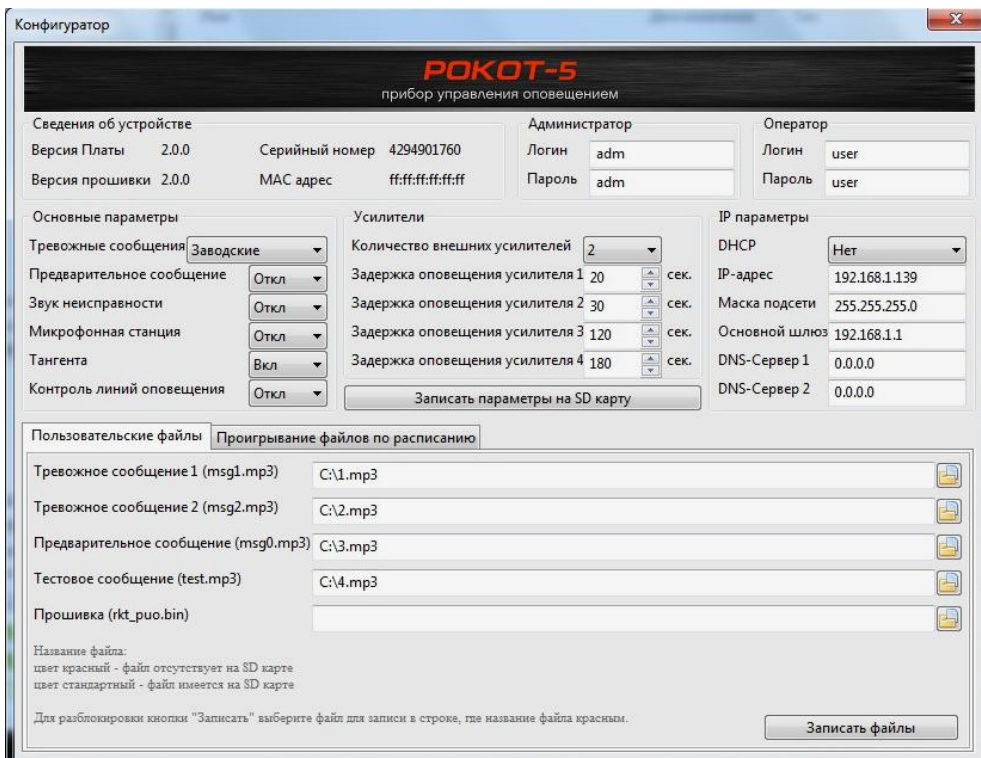 Конфигуратор
РОКОТ-5
прибор управления оповещением
Сведения об устройстве
Версия Платы 2.0.0 Серийный номер 4294901760
Версия прошивки 2.0.0 MAC адрес ff:ff:ff:ff:ff:ff
Администратор
Логин adm
Пароль adm
Оператор
Логин user
Пароль user
Основные параметры
Тревожные сообщения Заводские
Предварительное сообщение Откл
Звук неисправности Откл
Микрофонная станция Откл
Тангента Вкл
Контроль линий оповещения Откл
Усилители
Количество внешних усилителей 2
Задержка оповещения усилителя 1 20 сек.
Задержка оповещения усилителя 2 30 сек.
Задержка оповещения усилителя 3 120 сек.
Задержка оповещения усилителя 4 180 сек.
Записать параметры на SD карту
IP параметры
DHCP Нет
IP-адрес 192.168.1.139
Маска подсети 255.255.255.0
Основной шлюз 192.168.1.1
DNS-Сервер 1 0.0.0.0
DNS-Сервер 2 0.0.0.0
Пользовательские файлы Проигрывание файлов по расписанию
Тревожное сообщение 1 (msg1.mp3) C:\1.mp3
Тревожное сообщение 2 (msg2.mp3) C:\2.mp3
Предварительное сообщение (msg0.mp3) C:\3.mp3
Тестовое сообщение (test.mp3) C:\4.mp3
Прошивка (rkt_puo.bin)
Название файла:
цвет красный - файл отсутствует на SD карте
цвет стандартный - файл имеется на SD карте
Для разблокировки кнопки "Записать" выберите файл для записи в строке, где название файла красным.
Записать файлы